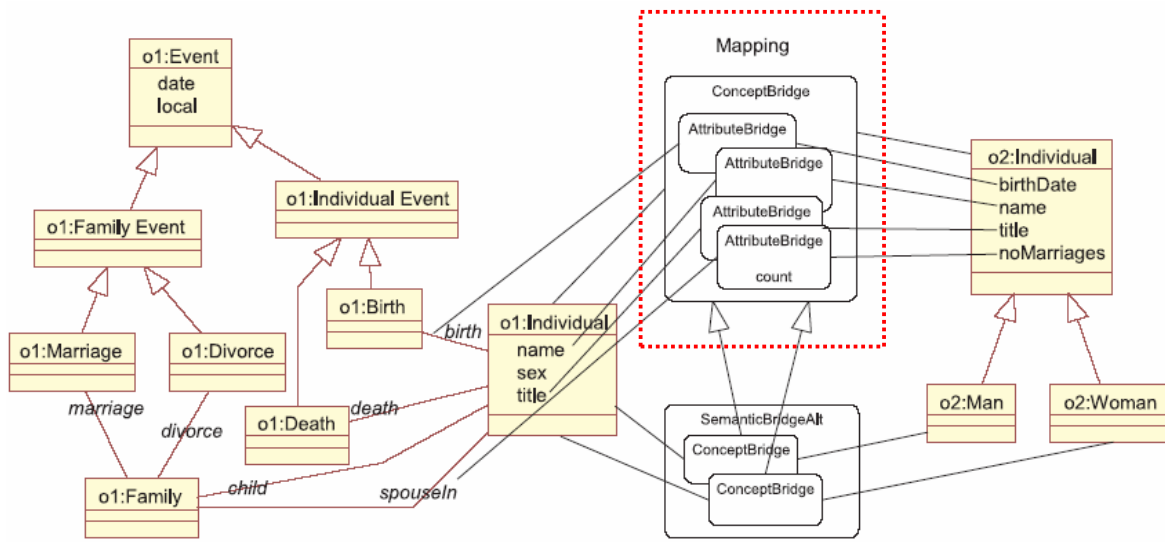 Mapping
o1:Event
date
local
ConceptBridge
AttributeBridge
AttributeBridge
AttributeBridge
AttributeBridge
count
o2:Individual
birthDate
name
title
noMarriages
o1:Individual Event
o1:Family Event
o1:Birth
birth
o1:Individual
name
sex
title
o1:Marriage
o1:Divorce
marriage
divorce
o1:Death
death
o1:Family
child
spouseIn
SemanticBridgeAlt
ConceptBridge
ConceptBridge
o2:Man
o2:Woman